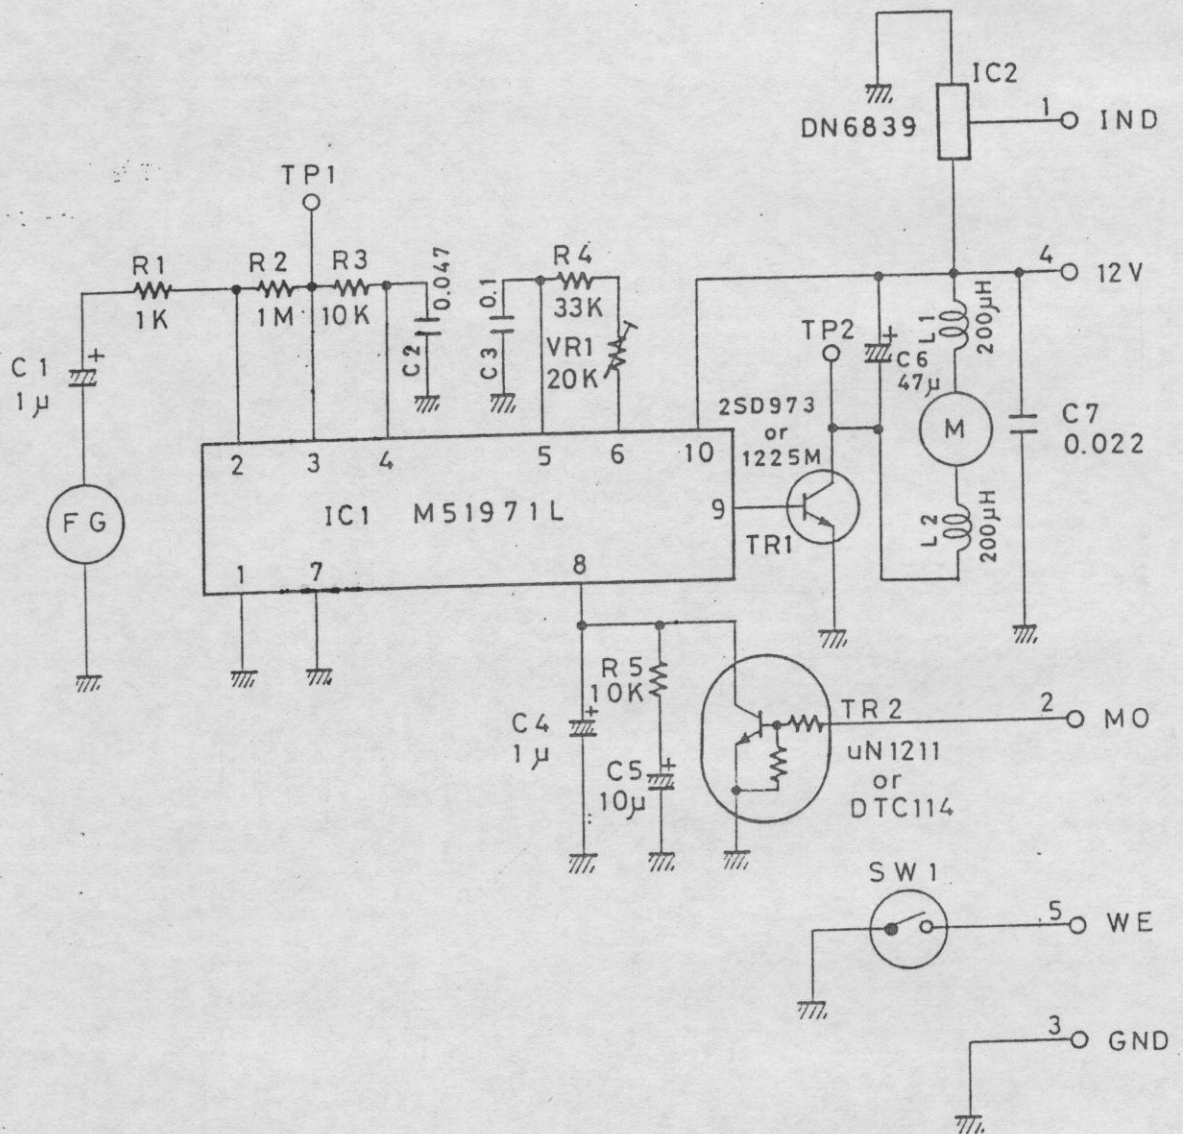 IC2
DN6839
1 IND
TP1
R1
1K
R2
1M
R3
10K
C2 0.047
C3 0.1
R4
33K
VR1
20K
4 12V
TP2
C6
47μ
L1 200μH
C1
1μ
2SD973
or
1225M
M
C7
0.022
2 3 4 5 6 10
FG
IC1 M51971L
9
TR1
L2 200μH
1 7 8
R5
10K
C4
1μ
C5
10μ
TR2
2 MO
uN1211
or
DTC114
SW1
5 WE
3 GND